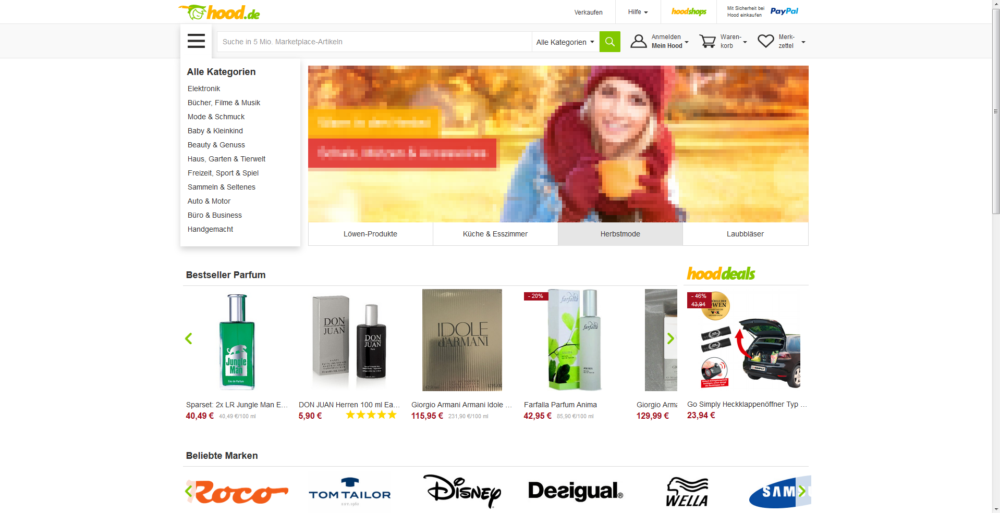 hood.de
Verkaufen
Hilfe
hoodshops
Mit Sicherheit bei
Hood einkaufen
PayPal
Suche in 5 Mio. Marketplace-Artikeln
Alle Kategorien
Anmelden
Mein Hood
Waren-
korb
Merk-
zettel
Alle Kategorien
Elektronik
Bücher, Filme & Musik
Mode & Schmuck
Baby & Kleinkind
Beauty & Genuss
Haus, Garten & Tierwelt
Freizeit, Sport & Spiel
Sammeln & Seltenes
Auto & Motor
Büro & Business
Handgemacht
Löwen-Produkte
Küche & Esszimmer
Herbstmode
Laubbläser
Bestseller Parfum
hooddeals
Jungle
Man
Eau de Parfum
DON
JUAN
DON
JUAN
IDOLE
d'ARMANI
- 20%
farfalla
farfalla
ANIMA
- 46%
43,94
VOX
Sparset: 2x LR Jungle Man E...
40,49 € 40,49 €/100 ml
DON JUAN Herren 100 ml Ea...
5,90 €
Giorgio Armani Armani Idole ...
115,95 € 231,90 €/100 ml
Farfalla Parfum Anima
42,95 € 85,90 €/100 ml
Giorgio Arma
129,99 €
Go Simply Heckklappenöffner Typ ...
23,94 €
Beliebte Marken
Roco
TOM TAILOR
EST. 1962
Disney
Desigual®
WELLA
SAMSU